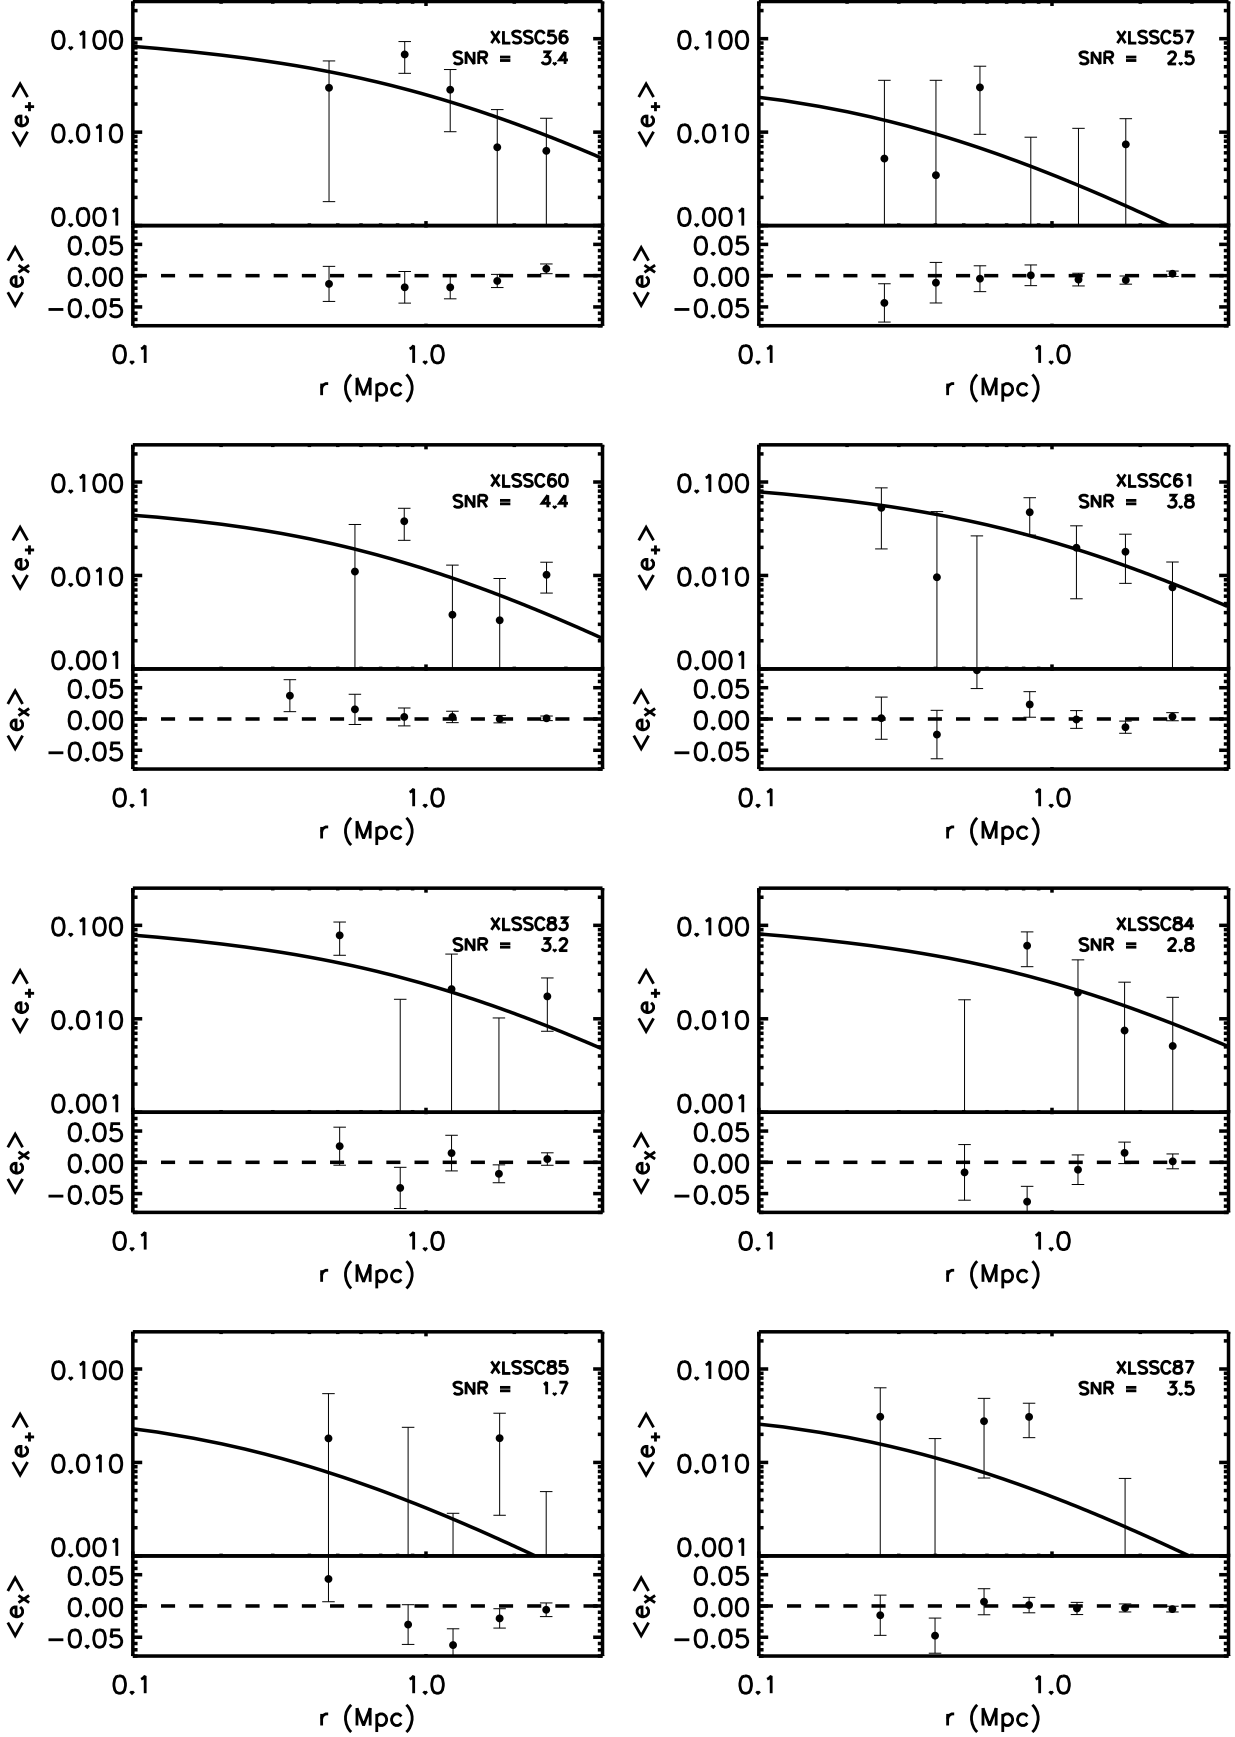 XLSSC56
SNR = 3.4
0.100
0.010
0.001
<e+>
0.05
0.00
−0.05
<ex>
0.1 1.0
r (Mpc)
XLSSC57
SNR = 2.5
0.100
0.010
0.001
<e+>
0.05
0.00
−0.05
<ex>
0.1 1.0
r (Mpc)
XLSSC60
SNR = 4.4
0.100
0.010
0.001
<e+>
0.05
0.00
−0.05
<ex>
0.1 1.0
r (Mpc)
XLSSC61
SNR = 3.8
0.100
0.010
0.001
<e+>
0.05
0.00
−0.05
<ex>
0.1 1.0
r (Mpc)
XLSSC83
SNR = 3.2
0.100
0.010
0.001
<e+>
0.05
0.00
−0.05
<ex>
0.1 1.0
r (Mpc)
XLSSC84
SNR = 2.8
0.100
0.010
0.001
<e+>
0.05
0.00
−0.05
<ex>
0.1 1.0
r (Mpc)
XLSSC85
SNR = 1.7
0.100
0.010
0.001
<e+>
0.05
0.00
−0.05
<ex>
0.1 1.0
r (Mpc)
XLSSC87
SNR = 3.5
0.100
0.010
0.001
<e+>
0.05
0.00
−0.05
<ex>
0.1 1.0
r (Mpc)